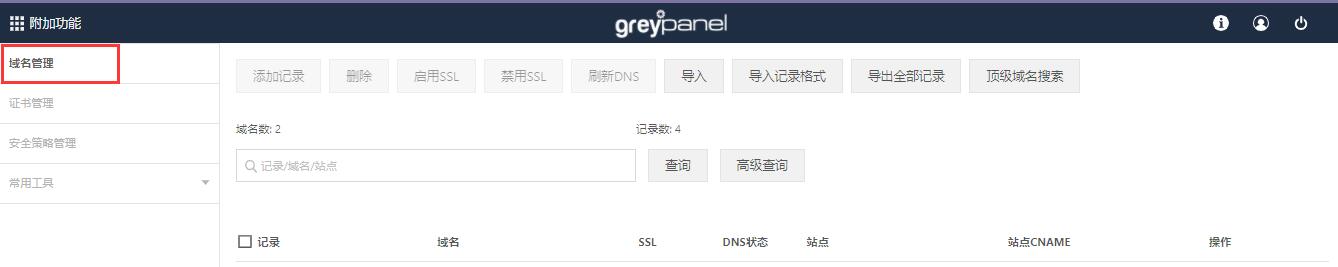 附加功能
greypanel
域名管理
证书管理
安全策略管理
常用工具
添加记录 删除 启用SSL 禁用SSL 刷新DNS 导入 导入记录格式 导出全部记录 顶级域名搜索
域名数: 2 记录数: 4
记录/域名/站点 查询 高级查询
记录 域名 SSL DNS状态 站点 站点CNAME 操作